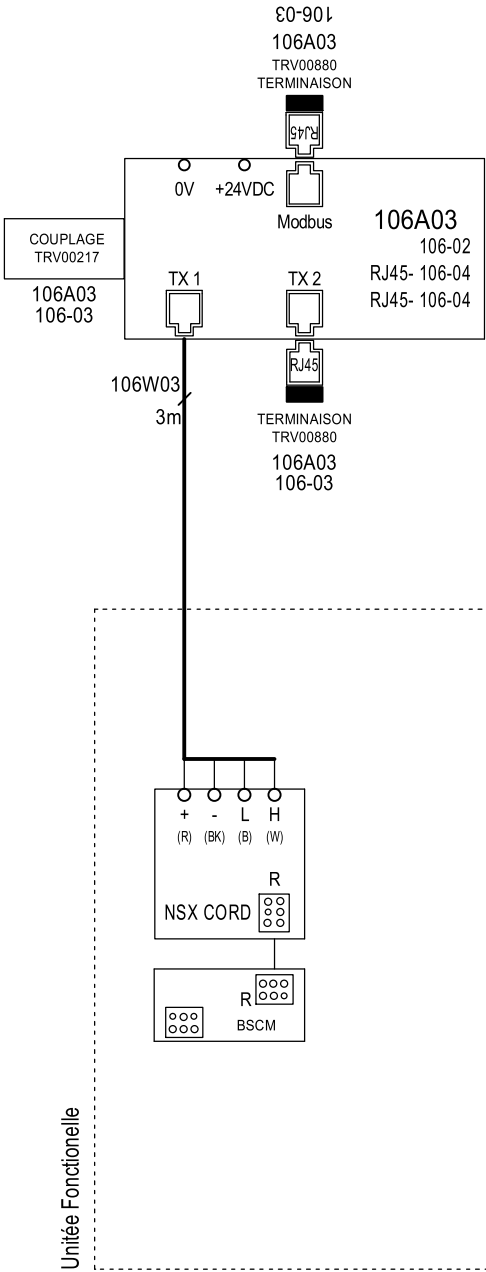 106-03
106A03
TRV00880
TERMINAISON
RJ45
0V
+24VDC
Modbus
106A03
106-02
RJ45- 106-04
RJ45- 106-04
COUPLAGE
TRV00217
106A03
106-03
TX 1
TX 2
RJ45
106W03
3m
TERMINAISON
TRV00880
106A03
106-03
+ - L H
(R) (BK) (B) (W)
R
NSX CORD
R
BSCM
Unitée Fonctionelle